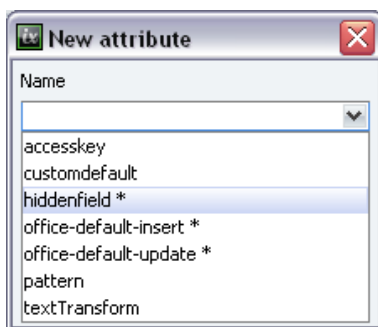 New attribute
Name
accesskey
customdefault
hiddenfield *
office-default-insert *
office-default-update *
pattern
textTransform